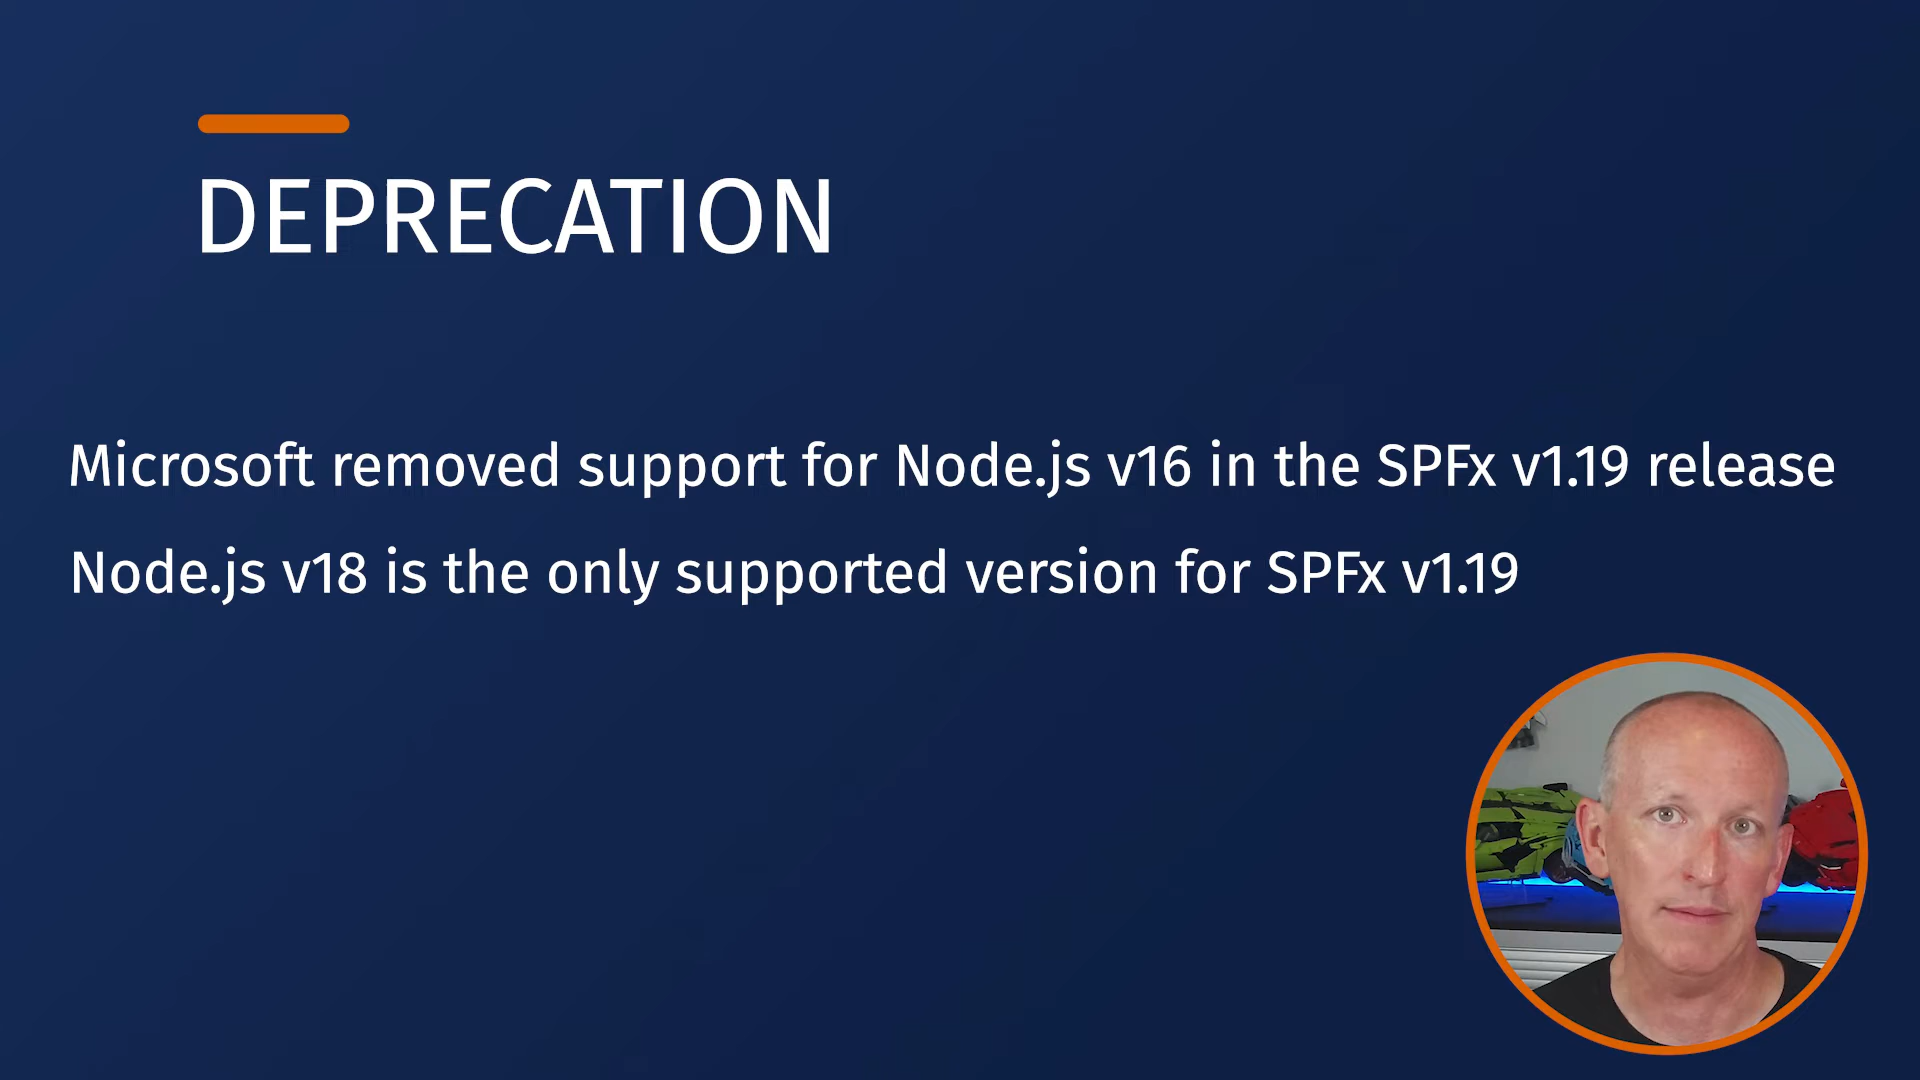 DEPRECATION
Microsoft removed support for Node.js v16 in the SPFx v1.19 release
Node.js v18 is the only supported version for SPFx v1.19